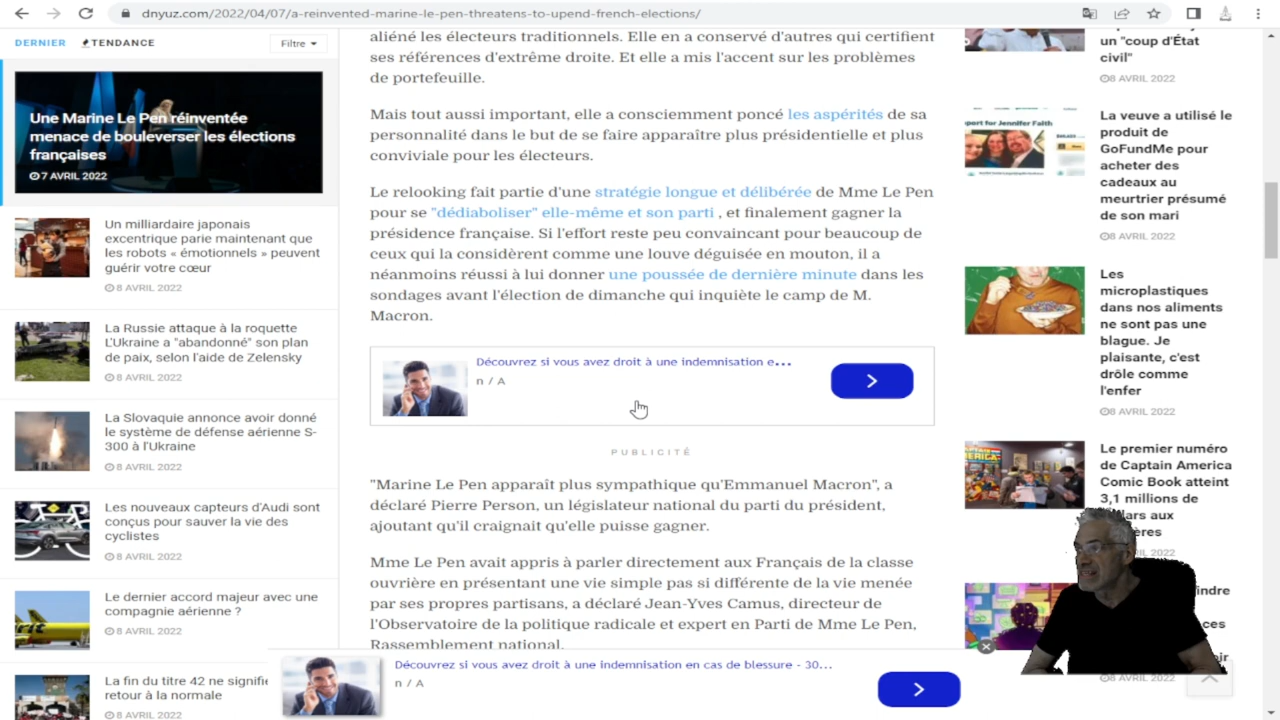 dnyuz.com/2022/04/07/a-reinvented-marine-le-pen-threatens-to-upend-french-elections/
DERNIER
TENDANCE
Filtre
Une Marine Le Pen réinventée
menace de bouleverser les élections
françaises
7 AVRIL 2022
Un milliardaire japonais
excentrique parie maintenant que
les robots « émotionnels » peuvent
guérir votre cœur
8 AVRIL 2022
La Russie attaque à la roquette
L'Ukraine a "abandonné" son plan
de paix, selon l'aide de Zelensky
8 AVRIL 2022
La Slovaquie annonce avoir donné
le système de défense aérienne S-
300 à l'Ukraine
8 AVRIL 2022
Les nouveaux capteurs d'Audi sont
conçus pour sauver la vie des
cyclistes
8 AVRIL 2022
Le dernier accord majeur avec une
compagnie aérienne ?
8 AVRIL 2022
La fin du titre 42 ne signifie
retour à la normale
8 AVRIL 2022
aliéné les électeurs traditionnels. Elle en a conservé d'autres qui certifient
ses références d'extrême droite. Et elle a mis l'accent sur les problèmes
de portefeuille.
Mais tout aussi important, elle a consciemment poncé les aspérités de sa
personnalité dans le but de se faire apparaître plus présidentielle et plus
conviviale pour les électeurs.
Le rebooking fait partie d'une stratégie longue et délibérée de Mme Le Pen
pour se "dédiaboliser" elle-même et son parti , et finalement gagner la
présidence française. Si l'effort reste peu convaincant pour beaucoup de
ceux qui la considèrent comme une louve déguisée en mouton, il a
néanmoins réussi à lui donner une poussée de dernière minute dans les
sondages avant l'élection de dimanche qui inquiète le camp de M.
Macron.
Découvrez si vous avez droit à une indemnisation e...
n / A
PUBLICITÉ
"Marine Le Pen apparaît plus sympathique qu'Emmanuel Macron", a
déclaré Pierre Person, un législateur national du parti du président,
ajoutant qu'il craignait qu'elle puisse gagner.
Mme Le Pen avait appris à parler directement aux Français de la classe
ouvrière en présentant une vie simple pas si différente de la vie menée
par ses propres partisans, a déclaré Jean-Yves Camus, directeur de
l'Observatoire de la politique radicale et expert en Parti de Mme Le Pen,
Rassemblement national.
Découvrez si vous avez droit à une indemnisation en cas de blessure - 30...
n / A
un "coup d'État
civil"
8 AVRIL 2022
port for Jennifer Faith
La veuve a utilisé le
produit de
GoFundMe pour
acheter des
cadeaux au
meurtrier présumé
de son mari
8 AVRIL 2022
Les
microplastiques
dans nos aliments
ne sont pas une
blague. Je
plaisante, c'est
drôle comme
l'enfer
8 AVRIL 2022
Le premier numéro
de Captain America
Comic Book atteint
3,1 millions de
8 AVRIL 2022